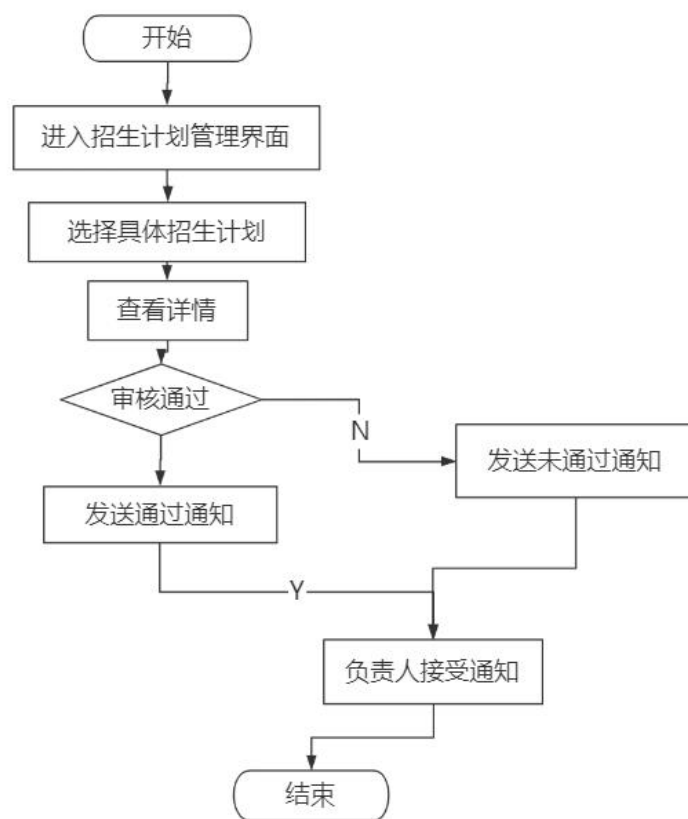 开始
进入招生计划管理界面
选择具体招生计划
查看详情
审核通过
N
发送未通过通知
发送通过通知
Y
负责人接受通知
结束